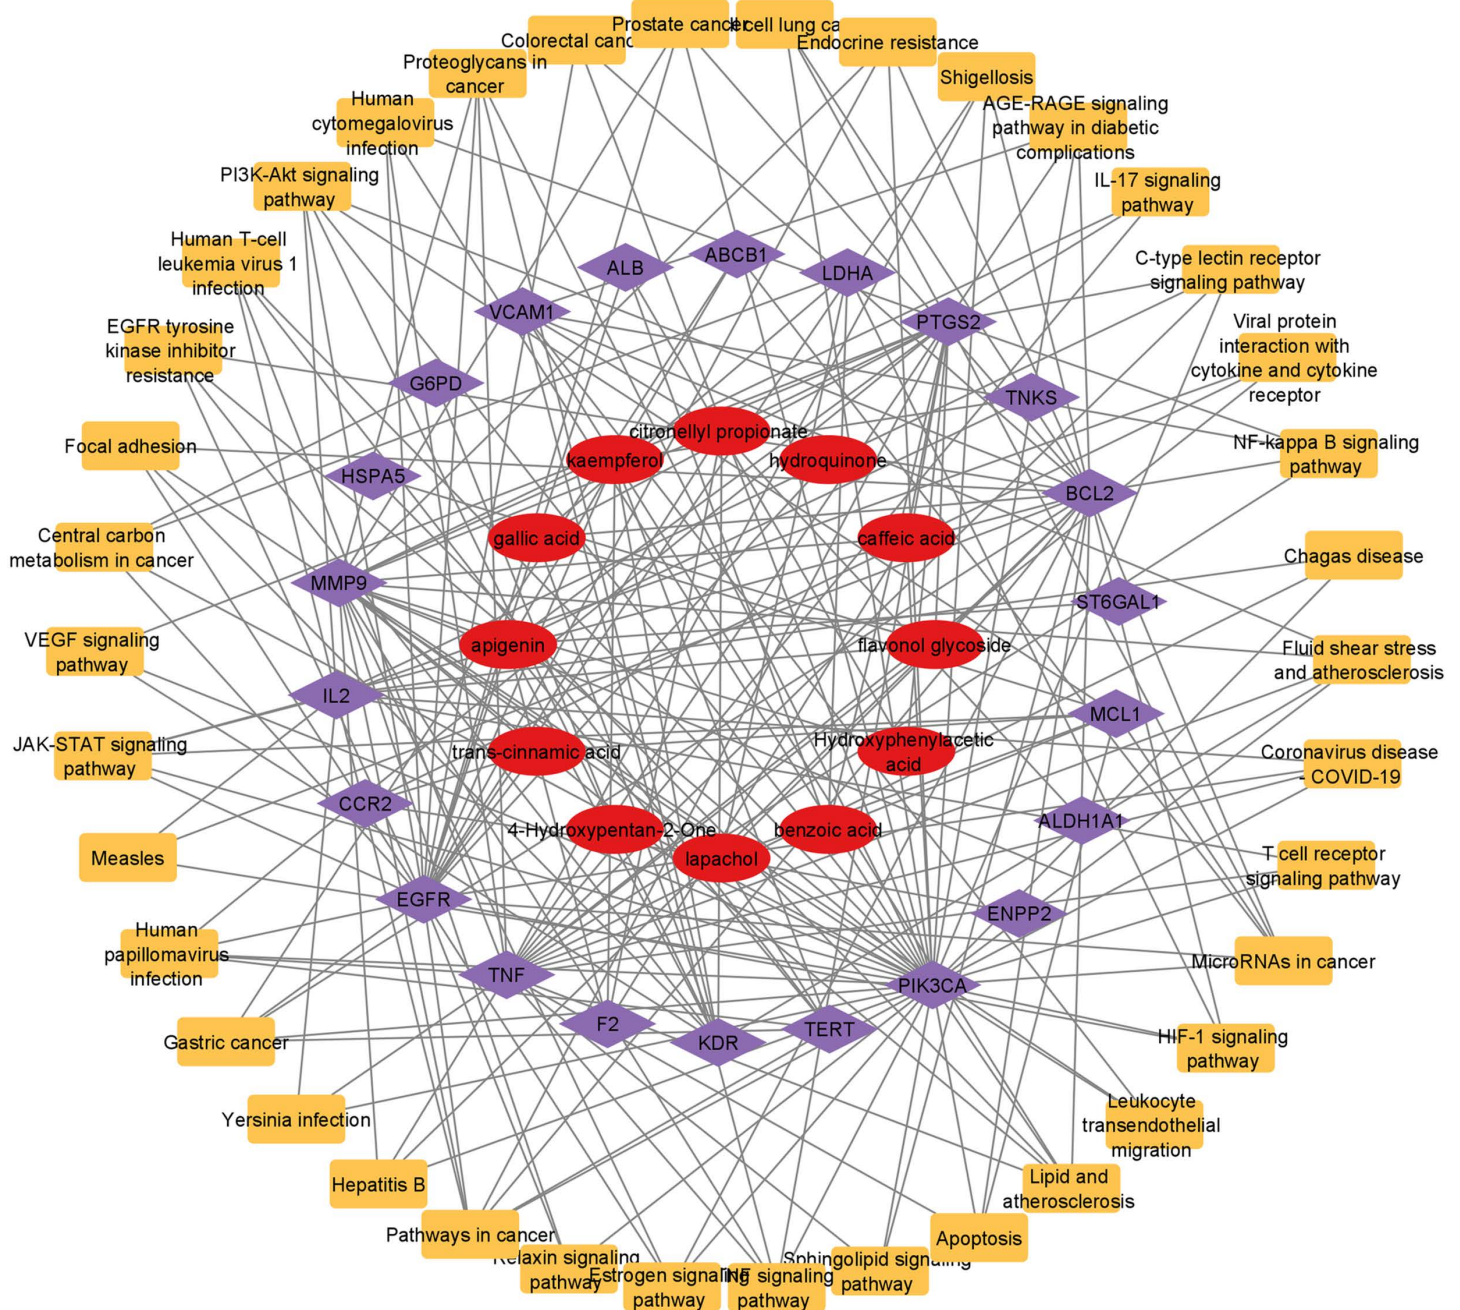 Prostate cancer
cell lung ca
Colorectal canc
Endocrine resistance
Proteoglycans in
cancer
Shigellosis
Human
cytomegalovirus
infection
AGE-RAGE signaling
pathway in diabetic
complications
PI3K-Akt signaling
pathway
IL-17 signaling
pathway
Human T-cell
leukemia virus 1
infection
C-type lectin receptor
signaling pathway
EGFR tyrosine
kinase inhibitor
resistance
Viral protein
interaction with
cytokine and cytokine
receptor
Focal adhesion
NF-kappa B signaling
pathway
Central carbon
metabolism in cancer
Chagas disease
VEGF signaling
pathway
Fluid shear stress
and atherosclerosis
JAK-STAT signaling
pathway
Coronavirus disease
- COVID-19
Measles
T cell receptor
signaling pathway
Human
papillomavirus
infection
MicroRNAs in cancer
Gastric cancer
HIF-1 signaling
pathway
Yersinia infection
Leukocyte
transendothelial
migration
Hepatitis B
Lipid and
atherosclerosis
Pathways in cancer
Apoptosis
Relaxin signaling
pathway
Estrogen signaling
pathway
TNF signaling
pathway
Sphingolipid signaling
pathway
ALB
ABCB1
LDHA
VCAM1
PTGS2
G6PD
TNKS
HSPA5
BCL2
MMP9
ST6GAL1
IL2
MCL1
CCR2
ALDH1A1
EGFR
ENPP2
TNF
PIK3CA
F2
KDR
TERT
citronellyl propionate
kaempferol
hydroquinone
gallic acid
caffeic acid
apigenin
flavonol glycoside
trans-cinnamic acid
Hydroxyphenylacetic
acid
4-Hydroxypentan-2-One
benzoic acid
lapachol